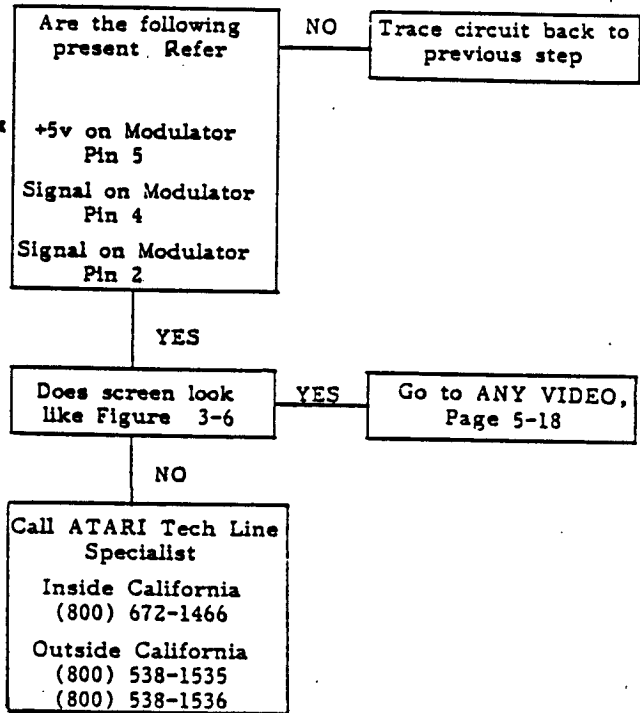 Are the following
present Refer
NO
Trace circuit back to
previous step
+5v on Modulator
Pin 5
Signal on Modulator
Pin 4
Signal on Modulator
Pin 2
YES
Does screen look
like Figure 3-6
YES
Go to ANY VIDEO,
Page 5-18
NO
Call ATARI Tech Line
Specialist
Inside California
(800) 672-1466
Outside California
(800) 538-1535
(800) 538-1536